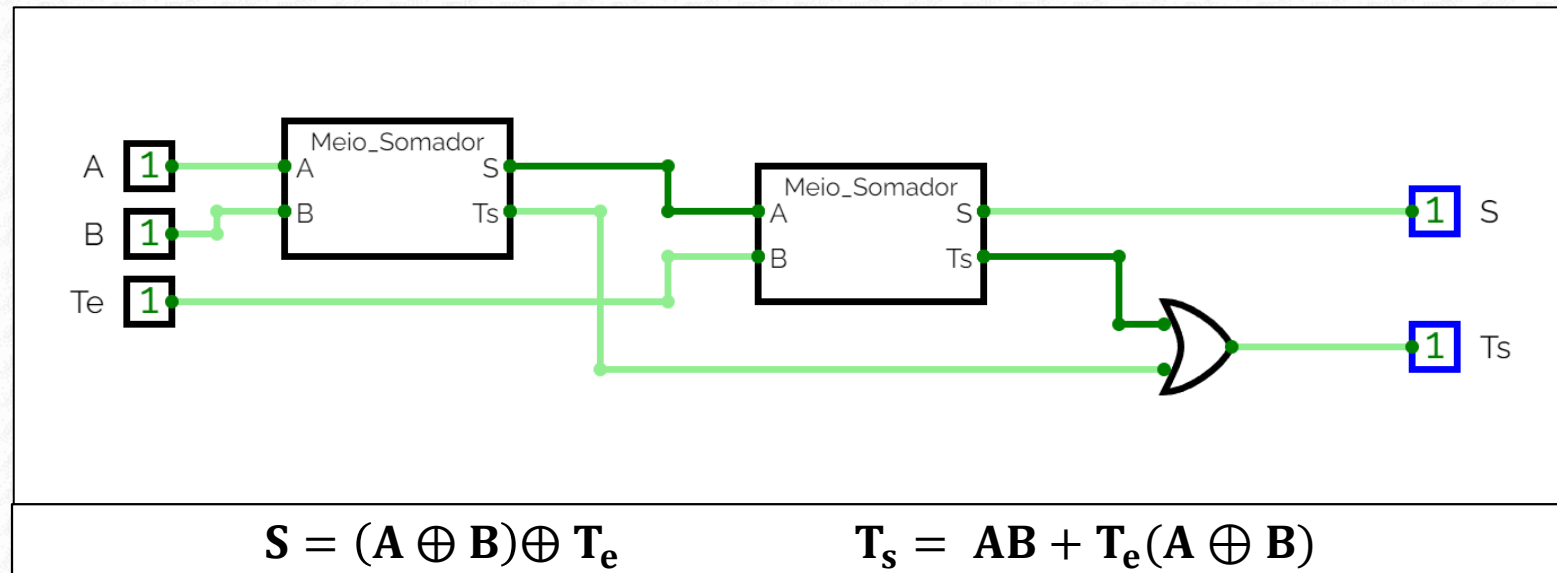 Meio_Somador
A 1 A S
B 1 B Ts
Te 1
Meio_Somador
A S 1 S
B Ts
1 Ts
S = (A ⊕ B)⊕ Tₑ
Tₛ = AB + Tₑ(A ⊕ B)